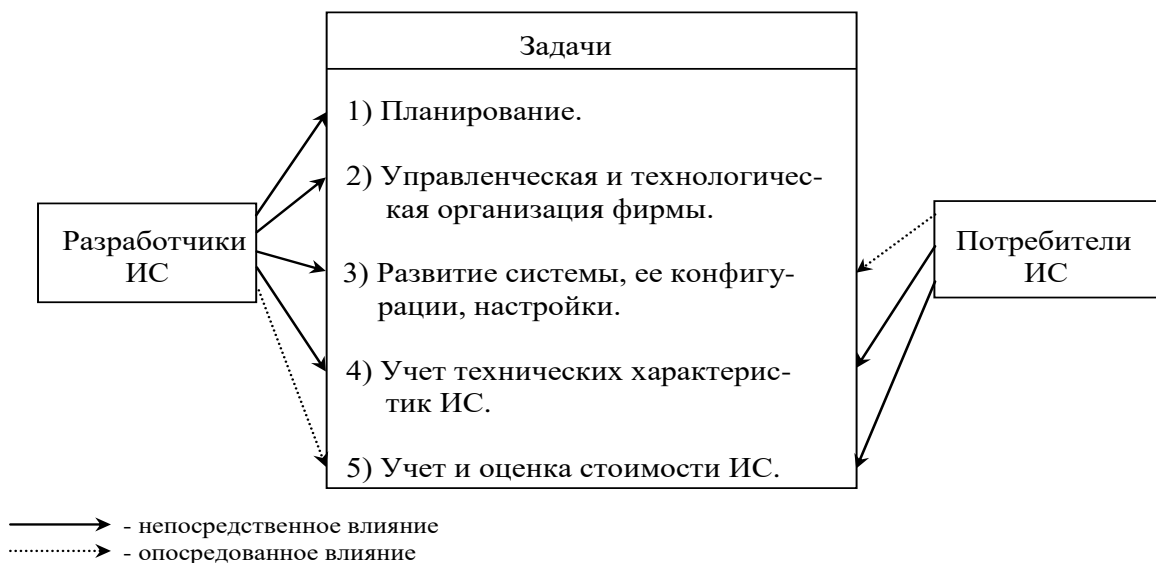 Задачи
1) Планирование.
2) Управленческая и технологичес-
кая организация фирмы.
3) Развитие системы, ее конфигу-
рации, настройки.
4) Учет технических характерис-
тик ИС.
5) Учет и оценка стоимости ИС.
Разработчики
ИС
Потребители
ИС
- непосредственное влияние
- опосредованное влияние